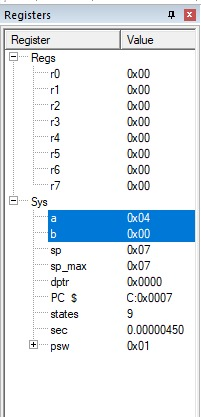 Registers
Register Value
Regs
r0 0x00
r1 0x00
r2 0x00
r3 0x00
r4 0x00
r5 0x00
r6 0x00
r7 0x00
Sys
a 0x04
b 0x00
sp 0x07
sp_max 0x07
dptr 0x0000
PC $ C:0x0007
states 9
sec 0.00000450
psw 0x01